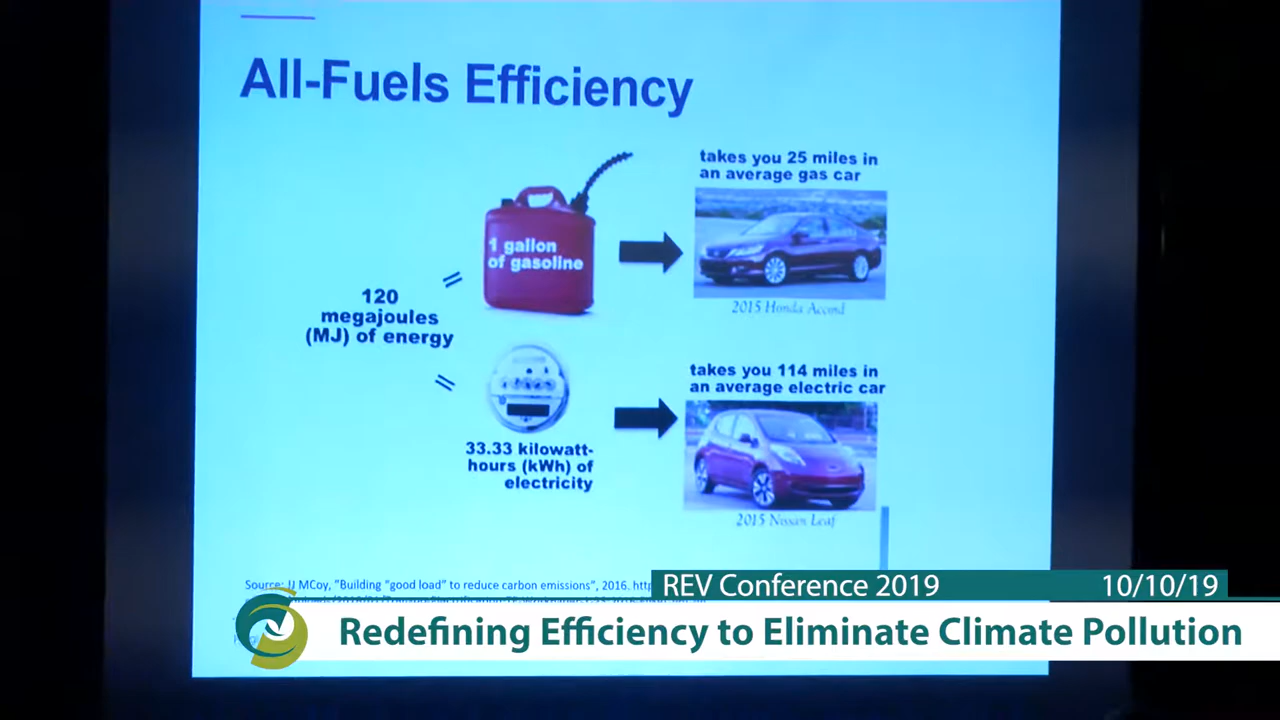 All-Fuels Efficiency
120
megajoules
(MJ) of energy
=
1 gallon
of gasoline
takes you 25 miles in
an average gas car
2015 Honda Accord
=
33.33 kilowatt-
hours (kWh) of
electricity
takes you 114 miles in
an average electric car
2015 Nissan Leaf
Source: JJ MCoy, "Building "good load" to reduce carbon emissions", 2016.
REV Conference 2019
10/10/19
Redefining Efficiency to Eliminate Climate Pollution